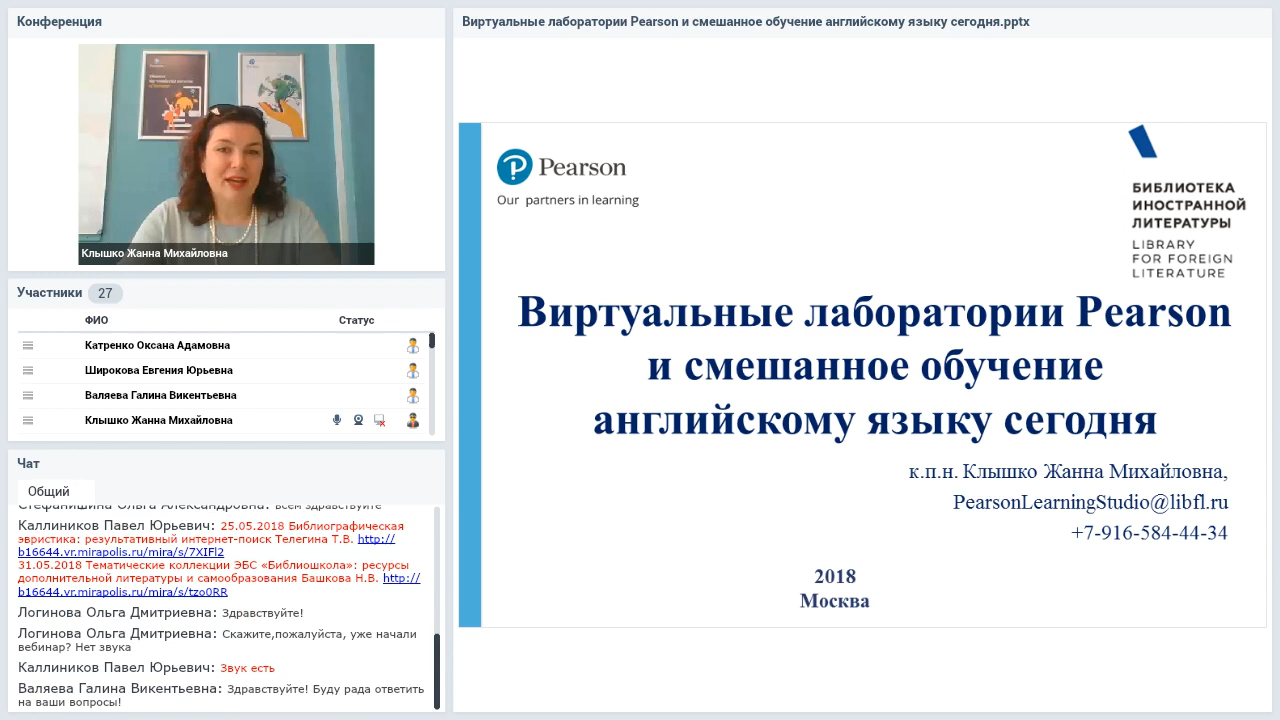 Конференция
Клышко Жанна Михайловна
Участники 27
ФИО Статус
Катренко Оксана Адамовна
Широкова Евгения Юрьевна
Валяева Галина Викентьевна
Клышко Жанна Михайловна
Чат
Общий
Стефанишина Ольга Александровна: Всем здравствуйте
Каллиников Павел Юрьевич: 25.05.2018 Библиографическая
эвристика: результативный интернет-поиск Телегина Т.В. http://
b16644.vr.mirapolis.ru/mira/s/7XIFl2
31.05.2018 Тематические коллекции ЭБС «Библиошкола»: ресурсы
дополнительной литературы и самообразования Башкова Н.В. http://
b16644.vr.mirapolis.ru/mira/s/tzo0RR
Логинова Ольга Дмитриевна: Здравствуйте!
Логинова Ольга Дмитриевна: Скажите,пожалуйста, уже начали
вебинар? Нет звука
Каллиников Павел Юрьевич: Звук есть
Валяева Галина Викентьевна: Здравствуйте! Буду рада ответить
на ваши вопросы!
Виртуальные лаборатории Pearson и смешанное обучение английскому языку сегодня.pptx
Pearson
Our partners in learning
БИБЛИОТЕКА
ИНОСТРАННОЙ
ЛИТЕРАТУРЫ
LIBRARY
FOR FOREIGN
LITERATURE
Виртуальные лаборатории Pearson
и смешанное обучение
английскому языку сегодня
к.п.н. Клышко Жанна Михайловна,
PearsonLearningStudio@libfl.ru
+7-916-584-44-34
2018
Москва